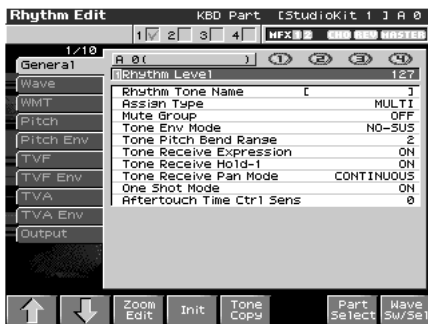 Rhythm Edit KBD Part [StudioKit 1 ] A 0
1 2 3 4 MFX 1 2 CHO REV MASTER
1/10
General
Wave
WMT
Pitch
Pitch Env
TVF
TVF Env
TVA
TVA Env
Output
A 0( ) 1 2 3 4
Rhythm Level 127
Rhythm Tone Name [ ]
Assign Type MULTI
Mute Group OFF
Tone Env Mode NO-SUS
Tone Pitch Bend Range 2
Tone Receive Expression ON
Tone Receive Hold-1 ON
Tone Receive Pan Mode CONTINUOUS
One Shot Mode ON
Aftertouch Time Ctrl Sens 0
Zoom Edit
Init
Tone Copy
Part Select
Wave Sw/Sel